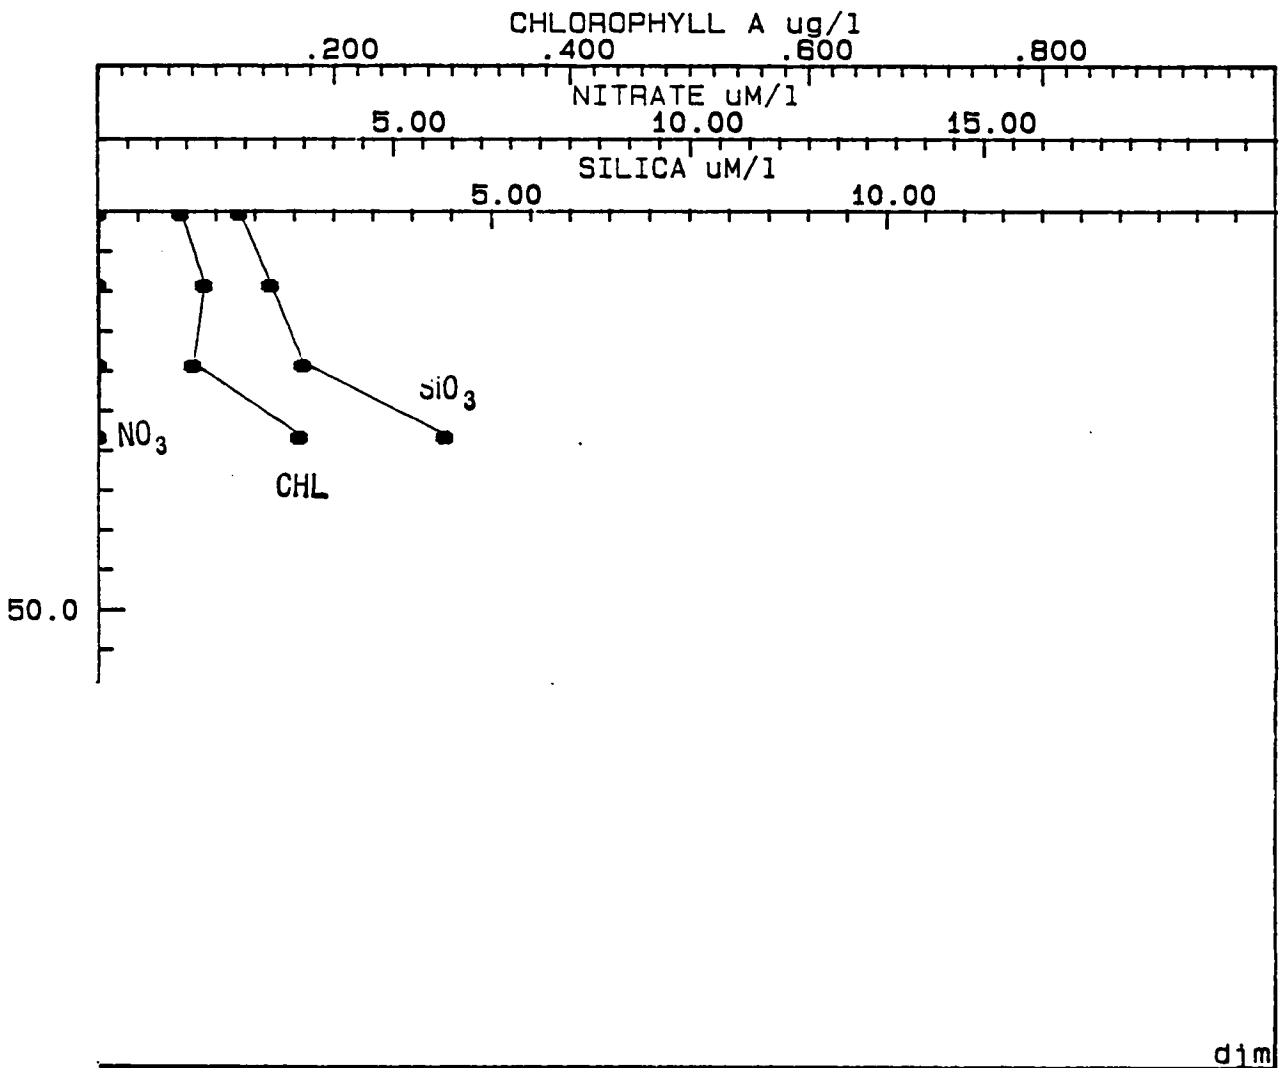 CHLOROPHYLL A ug/l
.200 .400 .600 .800
NITRATE uM/l
5.00 10.00 15.00
SILICA uM/l
5.00 10.00
SiO₃
NO₃
CHL
50.0
djm